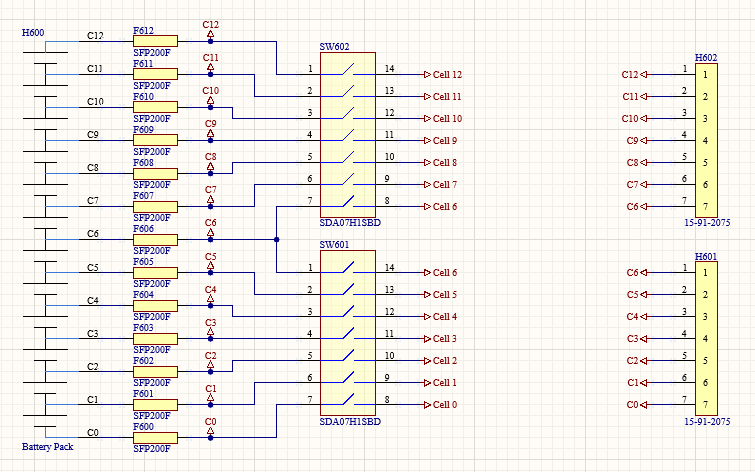 H600
C12
F612
SFP200F
C12
C11
F611
SFP200F
C11
C10
F610
SFP200F
C10
C9
F609
SFP200F
C9
C8
F608
SFP200F
C8
C7
F607
SFP200F
C7
C6
F606
SFP200F
C6
C5
F605
SFP200F
C5
C4
F604
SFP200F
C4
C3
F603
SFP200F
C3
C2
F602
SFP200F
C2
C1
F601
SFP200F
C1
C0
F600
SFP200F
C0
Battery Pack
SW602
1 14 Cell 12
2 13 Cell 11
3 12 Cell 10
4 11 Cell 9
5 10 Cell 8
6 9 Cell 7
7 8 Cell 6
SDA07H1SBD
SW601
1 14 Cell 6
2 13 Cell 5
3 12 Cell 4
4 11 Cell 3
5 10 Cell 2
6 9 Cell 1
7 8 Cell 0
SDA07H1SBD
H602
C12 1 1
C11 2 2
C10 3 3
C9 4 4
C8 5 5
C7 6 6
C6 7 7
15-91-2075
H601
C6 1 1
C5 2 2
C4 3 3
C3 4 4
C2 5 5
C1 6 6
C0 7 7
15-91-2075